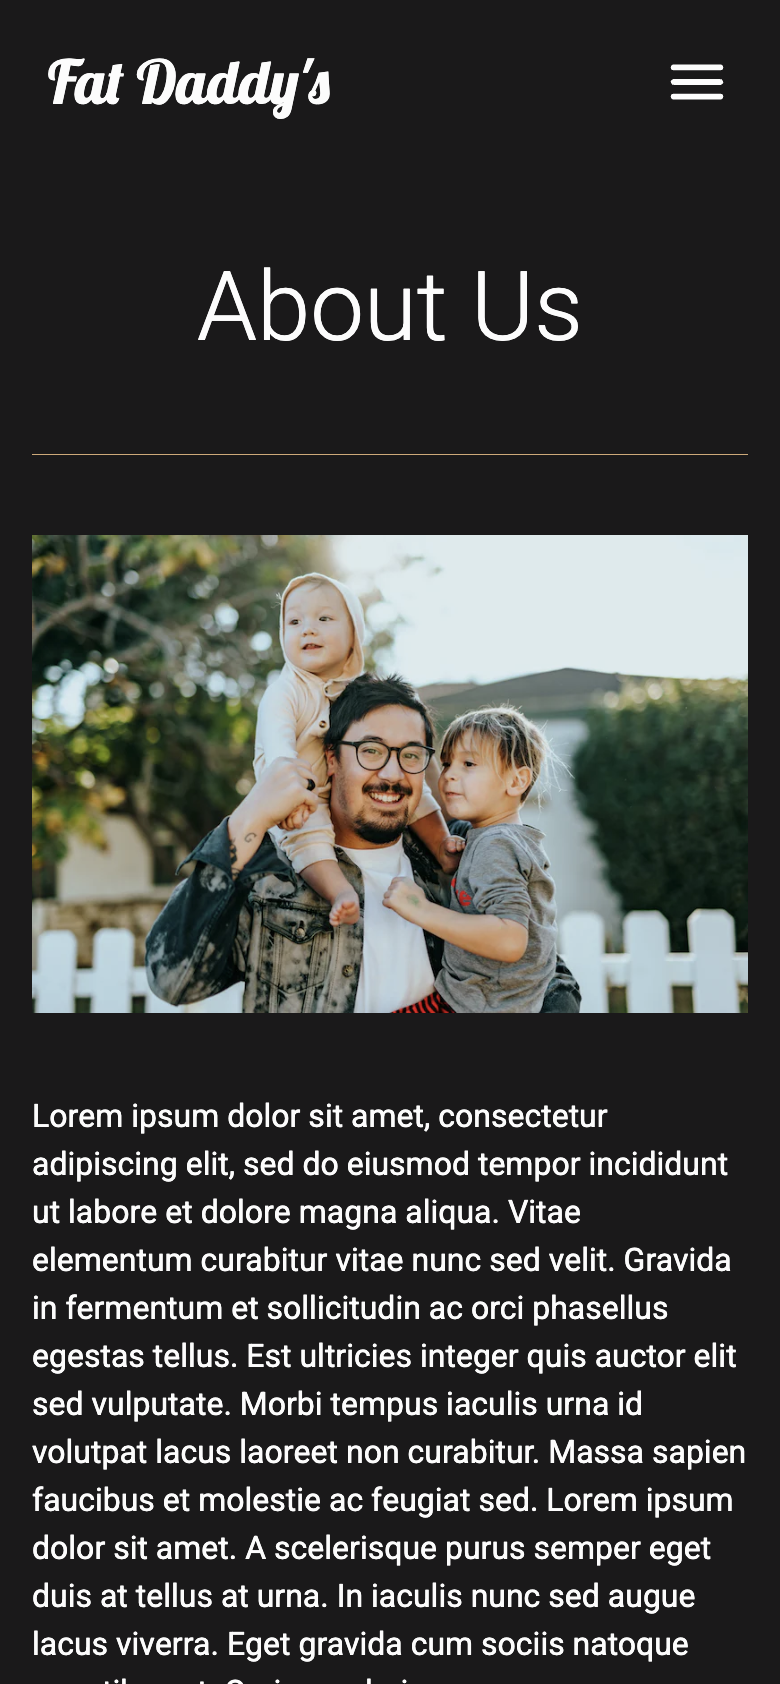 Fat Daddy's
About Us
Lorem ipsum dolor sit amet, consectetur
adipiscing elit, sed do eiusmod tempor incididunt
ut labore et dolore magna aliqua. Vitae
elementum curabitur vitae nunc sed velit. Gravida
in fermentum et sollicitudin ac orci phasellus
egestas tellus. Est ultricies integer quis auctor elit
sed vulputate. Morbi tempus iaculis urna id
volutpat lacus laoreet non curabitur. Massa sapien
faucibus et molestie ac feugiat sed. Lorem ipsum
dolor sit amet. A scelerisque purus semper eget
duis at tellus at urna. In iaculis nunc sed augue
lacus viverra. Eget gravida cum sociis natoque